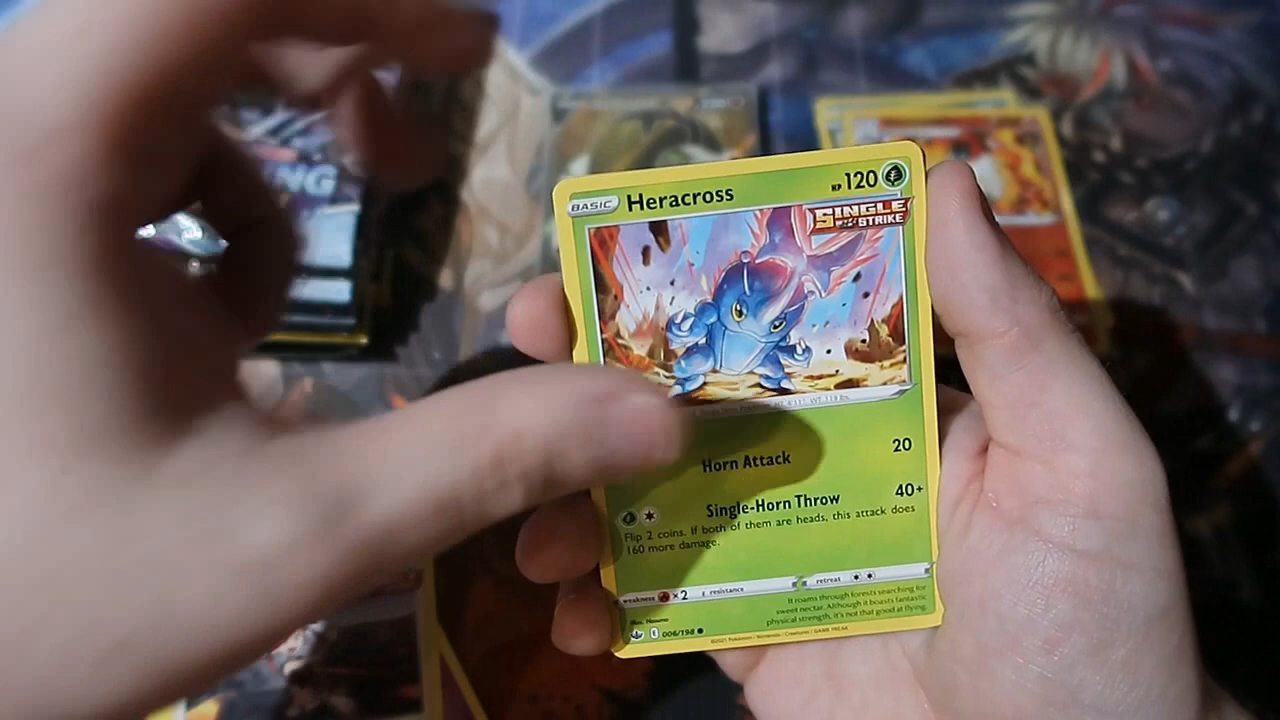 NG
BASIC Heracross HP 120
SINGLE
STRIKE
Horn Attack 20
Single-Horn Throw 40+
Flip 2 coins. If both of them are heads, this attack does
160 more damage.
weakness ×2 resistance retreat
It roams through forests searching for
sweet nectar. Although it boasts fantastic
physical strength, it's not that good at flying.
Illus. Hasuno
E 006/198
©2021 Pokémon / Nintendo / Creatures / GAME FREAK